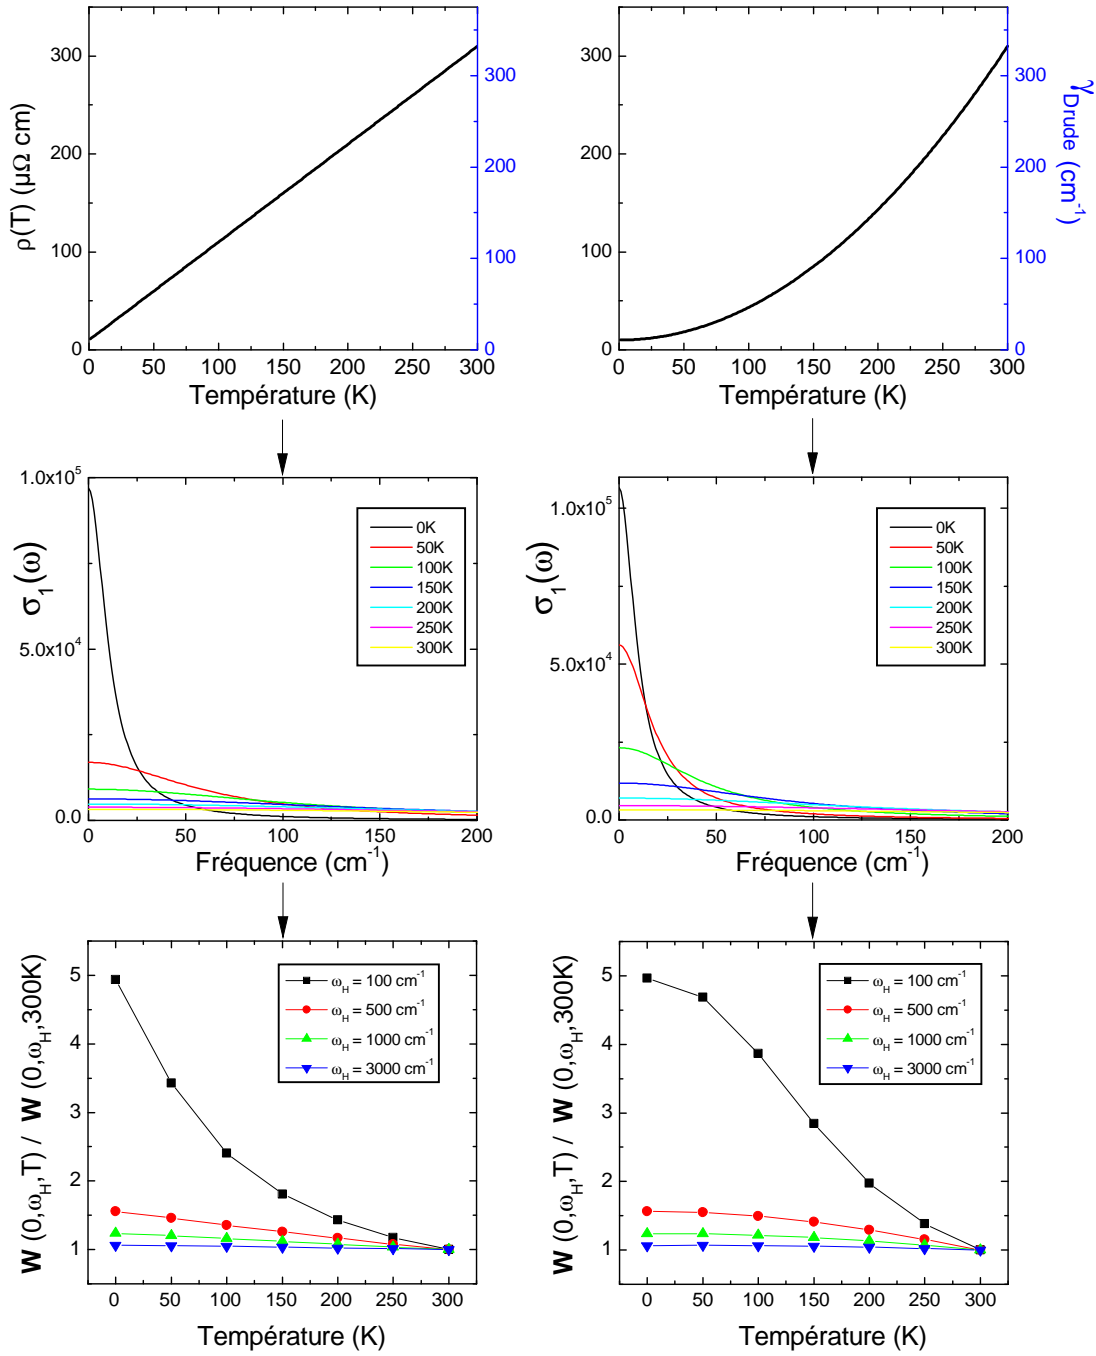 ρ(T) (μΩ cm)
300
200
100
0
300
200
100
0
0 50 100 150 200 250 300
Température (K)
300
200
100
0
γDrude (cm-1)
300
200
100
0
0 50 100 150 200 250 300
Température (K)
σ1(ω)
1.0x10^5
5.0x10^4
0.0
0K
50K
100K
150K
200K
250K
300K
0 50 100 150 200
Fréquence (cm-1)
σ1(ω)
1.0x10^5
5.0x10^4
0.0
0K
50K
100K
150K
200K
250K
300K
0 50 100 150 200
Fréquence (cm-1)
W (0,ωH,T) / W (0,ωH,300K)
5
4
3
2
1
ωH = 100 cm-1
ωH = 500 cm-1
ωH = 1000 cm-1
ωH = 3000 cm-1
0 50 100 150 200 250 300
Température (K)
W (0,ωH,T) / W (0,ωH,300K)
5
4
3
2
1
ωH = 100 cm-1
ωH = 500 cm-1
ωH = 1000 cm-1
ωH = 3000 cm-1
0 50 100 150 200 250 300
Température (K)